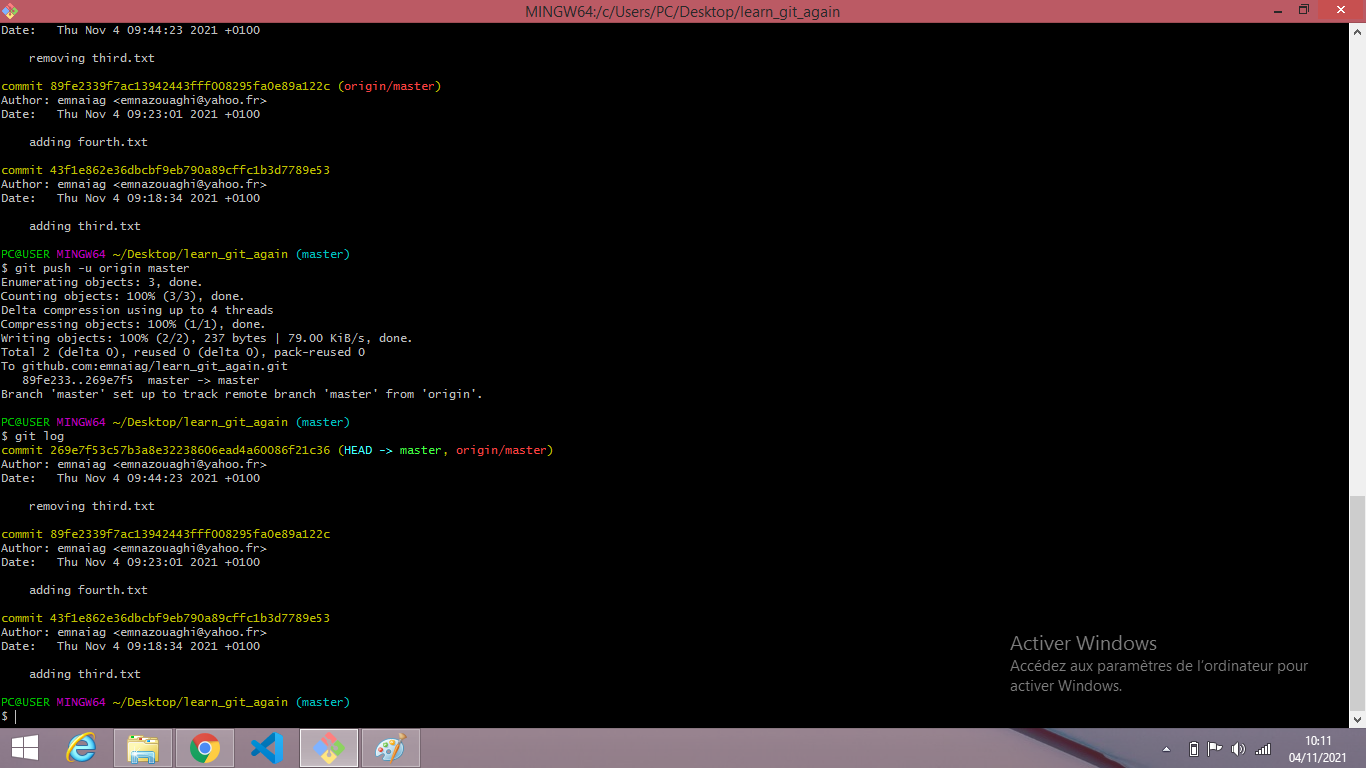 MINGW64:/c/Users/PC/Desktop/learn_git_again
Date:   Thu Nov 4 09:44:23 2021 +0100
    removing third.txt
commit 89fe2339f7ac13942443fff008295fa0e89a122c (origin/master)
Author: emnaiag <emnazouaghi@yahoo.fr>
Date:   Thu Nov 4 09:23:01 2021 +0100
    adding fourth.txt
commit 43f1e862e36dbcbf9eb790a89cffc1b3d7789e53
Author: emnaiag <emnazouaghi@yahoo.fr>
Date:   Thu Nov 4 09:18:34 2021 +0100
    adding third.txt
PC@USER MINGW64 ~/Desktop/learn_git_again (master)
$ git push -u origin master
Enumerating objects: 3, done.
Counting objects: 100% (3/3), done.
Delta compression using up to 4 threads
Compressing objects: 100% (1/1), done.
Writing objects: 100% (2/2), 237 bytes | 79.00 KiB/s, done.
Total 2 (delta 0), reused 0 (delta 0), pack-reused 0
To github.com:emnaiag/learn_git_again.git
   89fe233..269e7f5  master -> master
Branch 'master' set up to track remote branch 'master' from 'origin'.
PC@USER MINGW64 ~/Desktop/learn_git_again (master)
$ git log
commit 269e7f53c57b3a8e32238606ead4a60086f21c36 (HEAD -> master, origin/master)
Author: emnaiag <emnazouaghi@yahoo.fr>
Date:   Thu Nov 4 09:44:23 2021 +0100
    removing third.txt
commit 89fe2339f7ac13942443fff008295fa0e89a122c
Author: emnaiag <emnazouaghi@yahoo.fr>
Date:   Thu Nov 4 09:23:01 2021 +0100
    adding fourth.txt
commit 43f1e862e36dbcbf9eb790a89cffc1b3d7789e53
Author: emnaiag <emnazouaghi@yahoo.fr>
Date:   Thu Nov 4 09:18:34 2021 +0100
    adding third.txt
PC@USER MINGW64 ~/Desktop/learn_git_again (master)
$
Activer Windows
Accédez aux paramètres de l'ordinateur pour
activer Windows.
10:11
04/11/2021